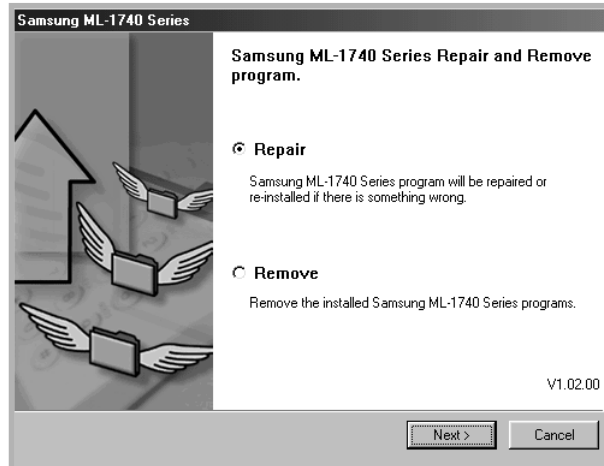 Samsung ML-1740 Series
Samsung ML-1740 Series Repair and Remove
program.
Repair
Samsung ML-1740 Series program will be repaired or
re-installed if there is something wrong.
Remove
Remove the installed Samsung ML-1740 Series programs.
V1.02.00
Next >
Cancel